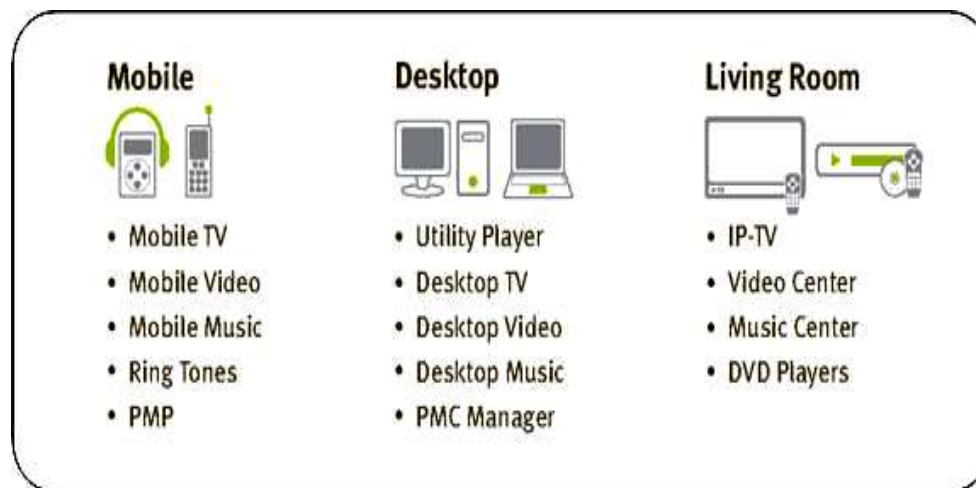 Mobile
• Mobile TV
• Mobile Video
• Mobile Music
• Ring Tones
• PMP
Desktop
• Utility Player
• Desktop TV
• Desktop Video
• Desktop Music
• PMC Manager
Living Room
• IP-TV
• Video Center
• Music Center
• DVD Players